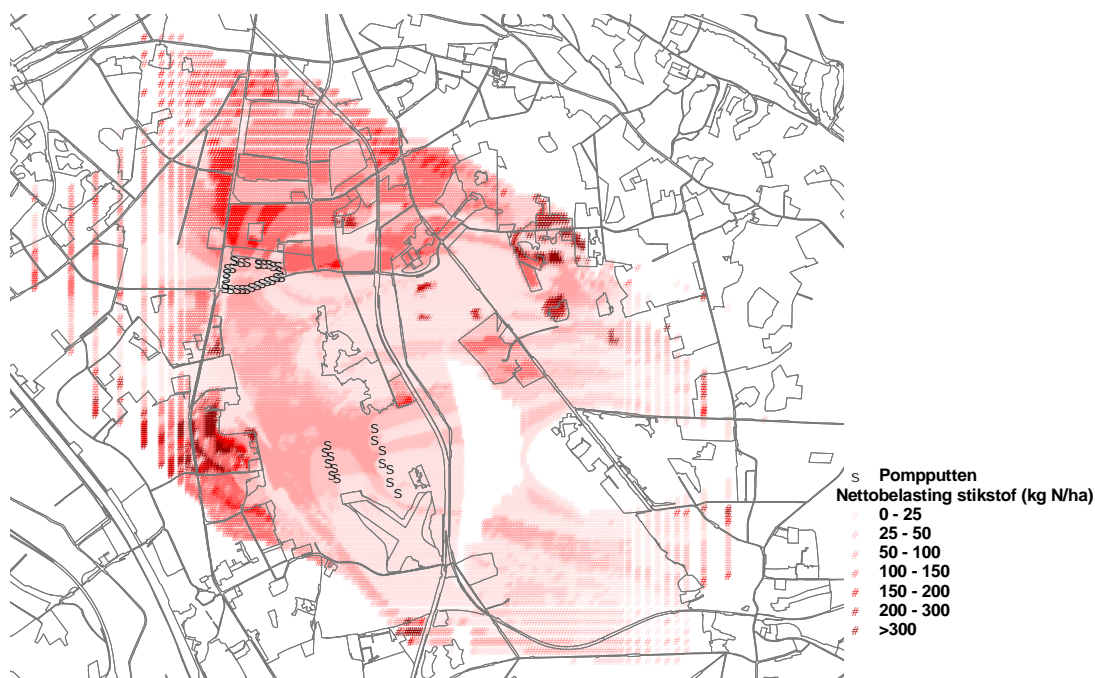 S Pompputten
Nettobelasting stikstof (kg N/ha)
# 0 - 25
# 25 - 50
# 50 - 100
# 100 - 150
# 150 - 200
# 200 - 300
# >300